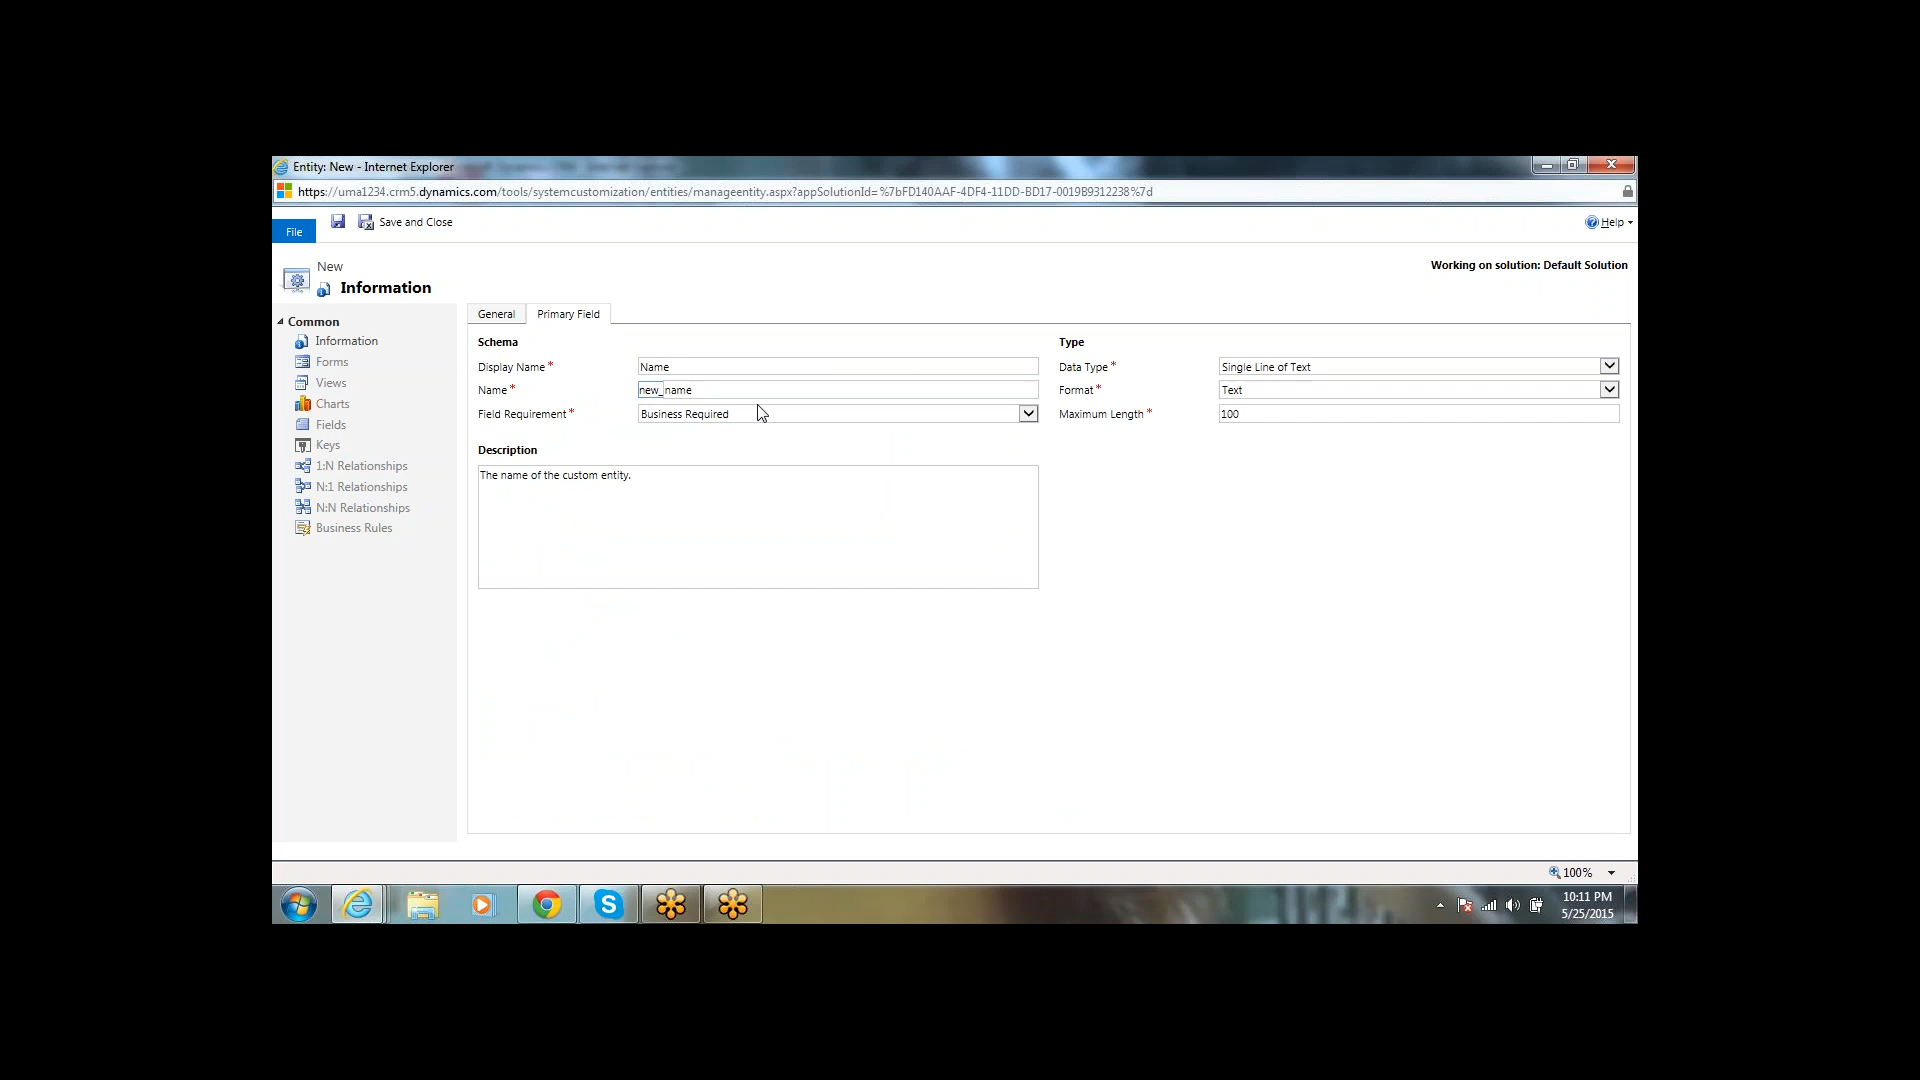 Entity: New - Internet Explorer
https://uma1234.crm5.dynamics.com/tools/systemcustomization/entities/manageentity.aspx?appSolutionId=%7bFD140AAF-4DF4-11DD-BD17-0019B9312238%7d
File
Save and Close
Help
New
Information
Working on solution: Default Solution
Common
Information
Forms
Views
Charts
Fields
Keys
1:N Relationships
N:1 Relationships
N:N Relationships
Business Rules
General
Primary Field
Schema
Display Name*
Name
Name*
new_name
Field Requirement*
Business Required
Type
Data Type*
Single Line of Text
Format*
Text
Maximum Length*
100
Description
The name of the custom entity.
100%
10:11 PM
5/25/2015